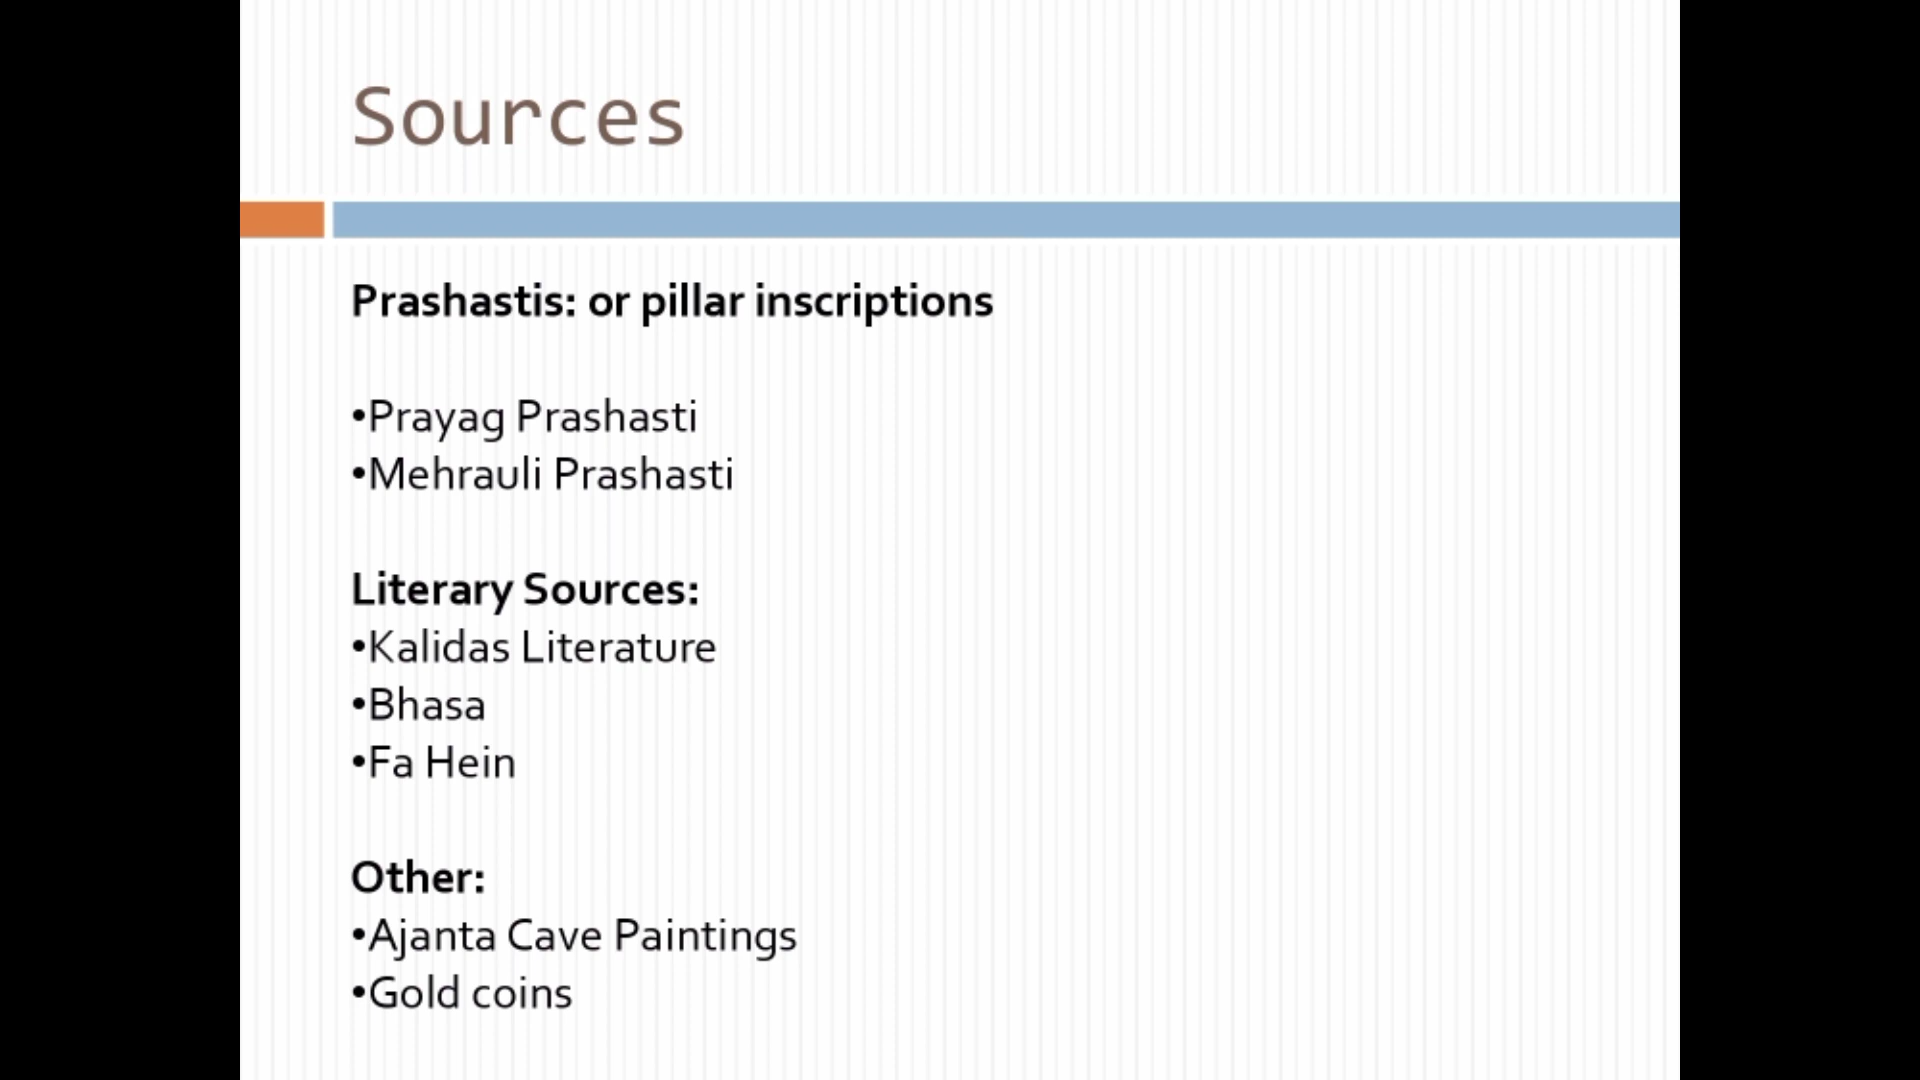 Sources
Prashastis: or pillar inscriptions
•Prayag Prashasti
•Mehrauli Prashasti
Literary Sources:
•Kalidas Literature
•Bhasa
•Fa Hein
Other:
•Ajanta Cave Paintings
•Gold coins